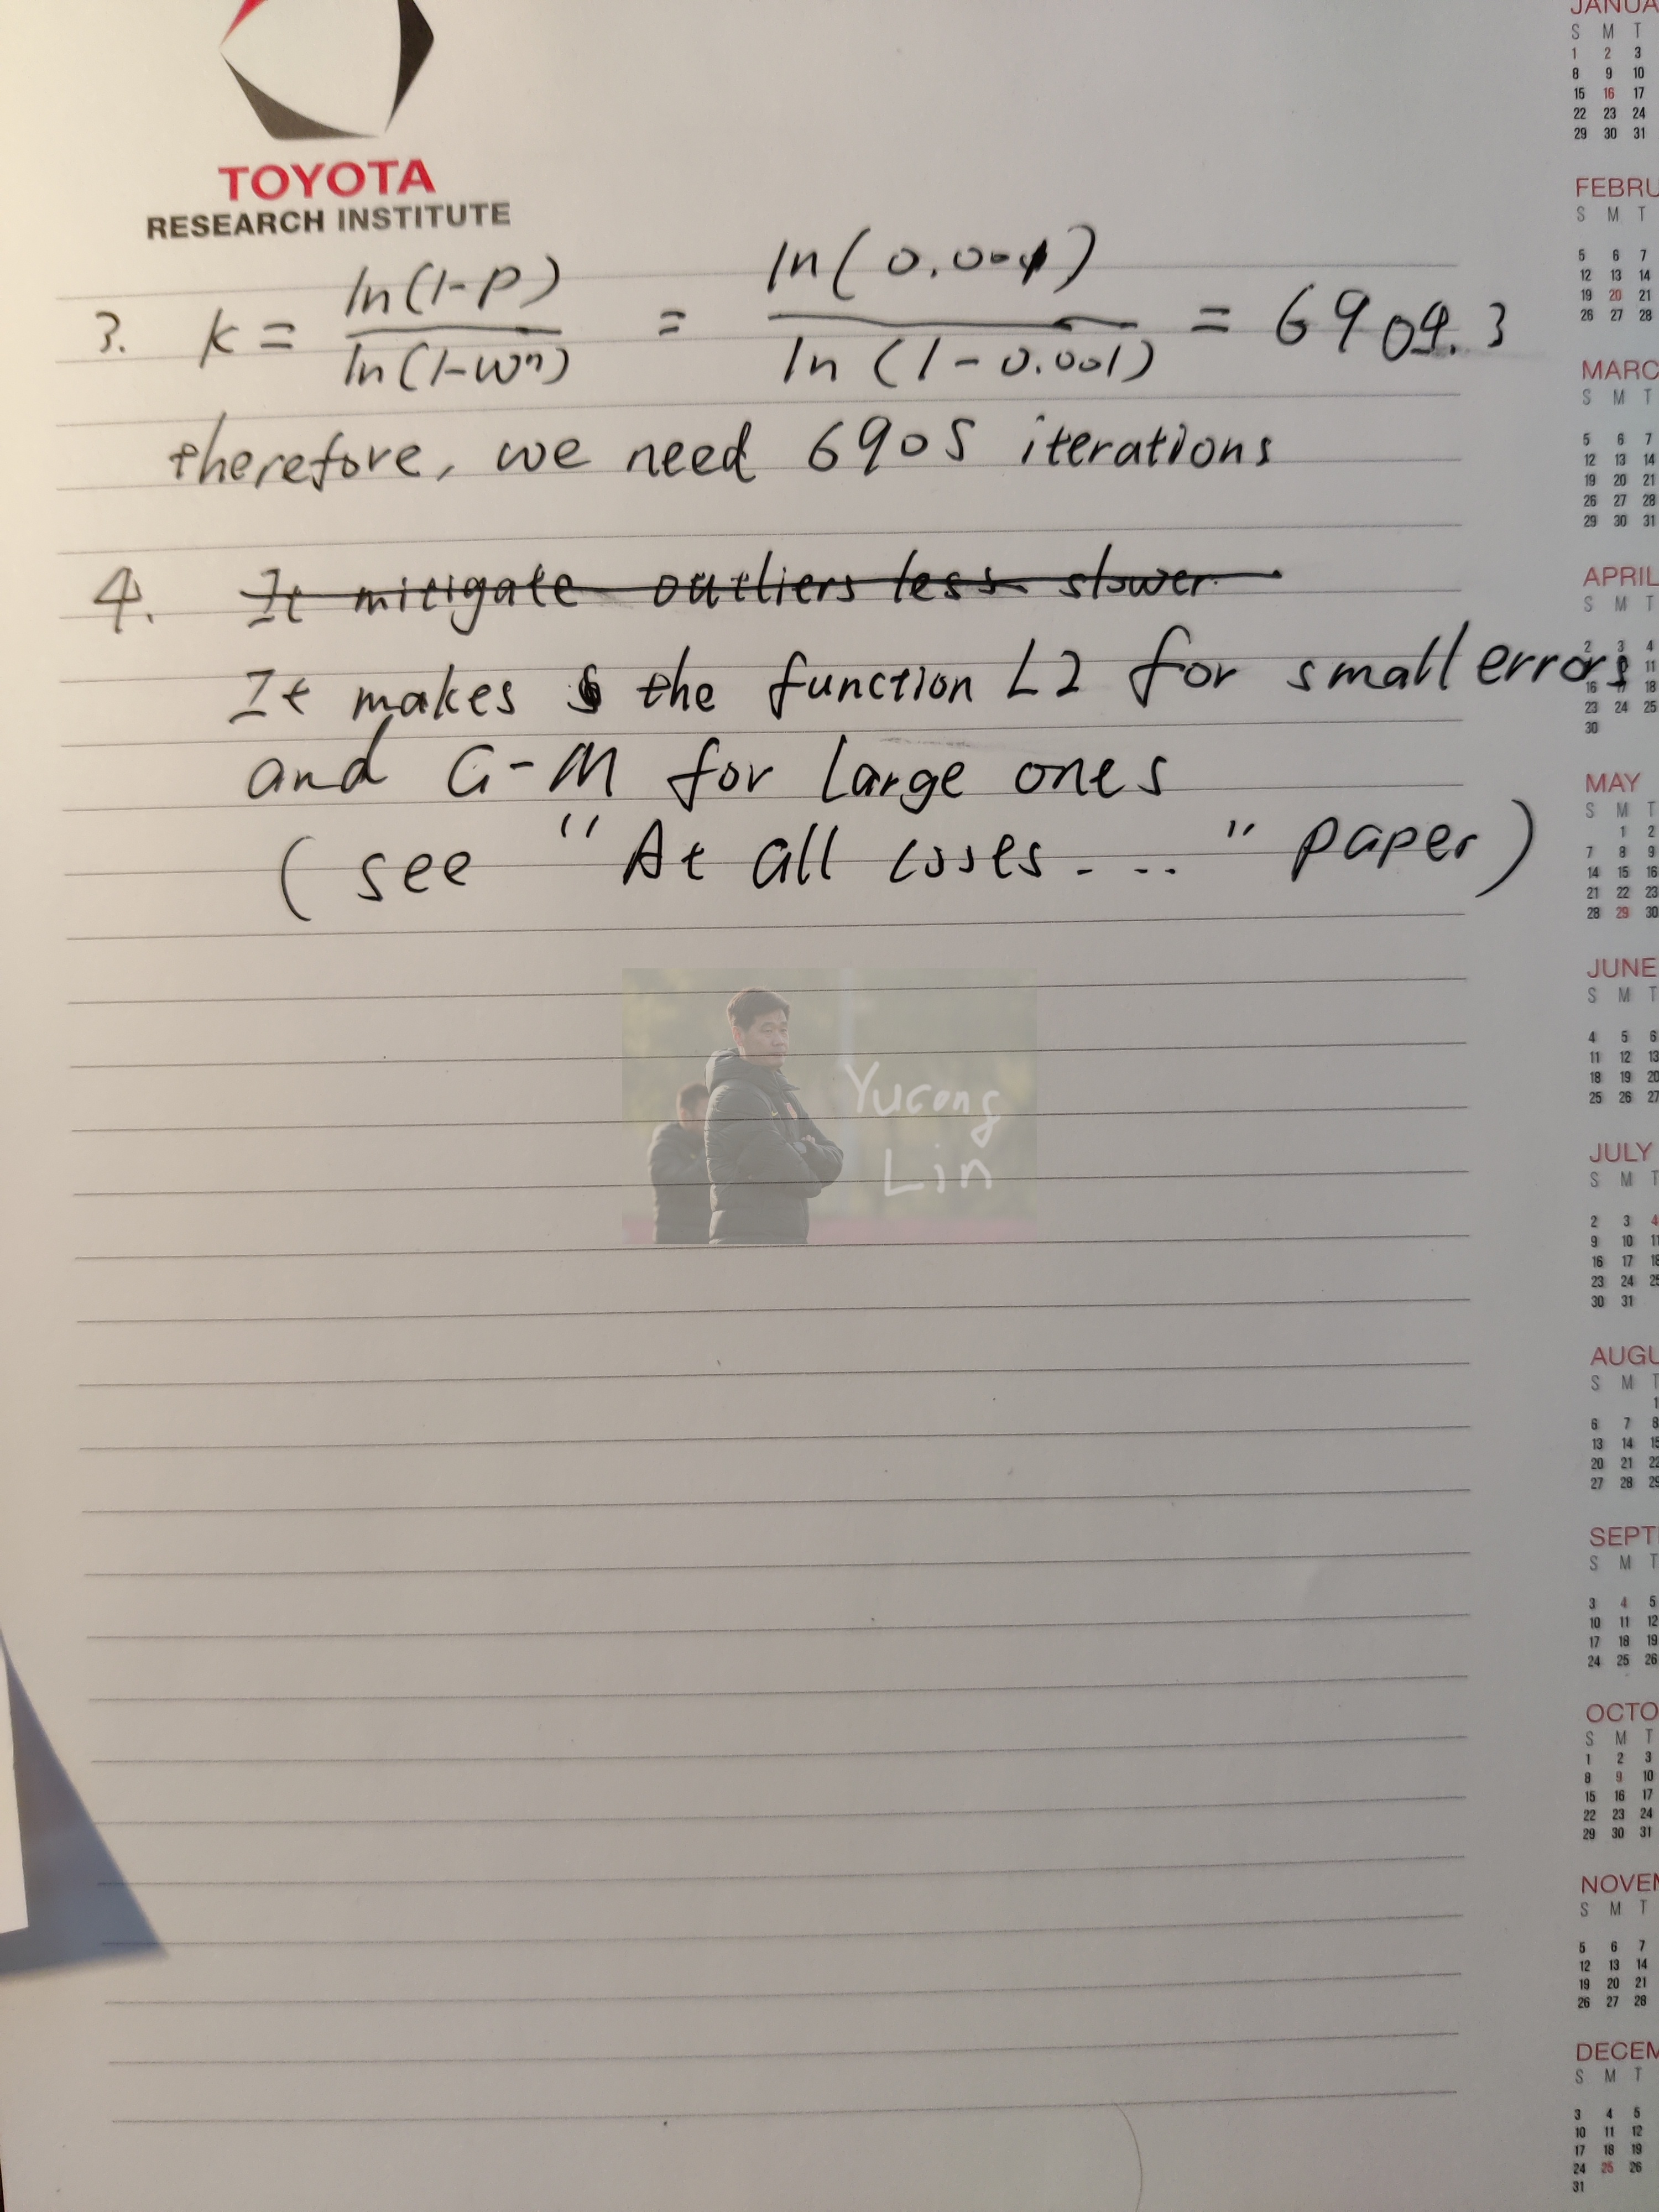 TOYOTA
RESEARCH INSTITUTE
3. k = ln(1-p) / ln(1-wⁿ) = ln(0.001) / ln(1-0.001) = 6904.3
therefore, we need 6905 iterations
4. It mitigate outliers less slower.
It makes the function L2 for small errors
and G-M for large ones
(see "At all coses...." paper)
Yucong
Lin
JANUA
S M T
1 2 3
8 9 10
15 16 17
22 23 24
29 30 31
FEBRU
S M T
5 6 7
12 13 14
19 20 21
26 27 28
MARC
S M T
5 6 7
12 13 14
19 20 21
26 27 28
29 30 31
APRIL
S M T
2 3 4
11
16 17 18
23 24 25
30
MAY
S M T
1 2
7 8 9
14 15 16
21 22 23
28 29 30
JUNE
S M T
4 5 6
11 12 13
18 19 20
25 26 27
JULY
S M T
2 3 4
9 10 11
16 17 18
23 24 25
30 31
AUGU
S M T
1
6 7 8
13 14 15
20 21 22
27 28 29
SEPT
S M T
3 4 5
10 11 12
17 18 19
24 25 26
OCTO
S M T
1 2 3
8 9 10
15 16 17
22 23 24
29 30 31
NOVEM
S M T
5 6 7
12 13 14
19 20 21
26 27 28
DECEM
S M T
3 4 5
10 11 12
17 18 19
24 25 26
31